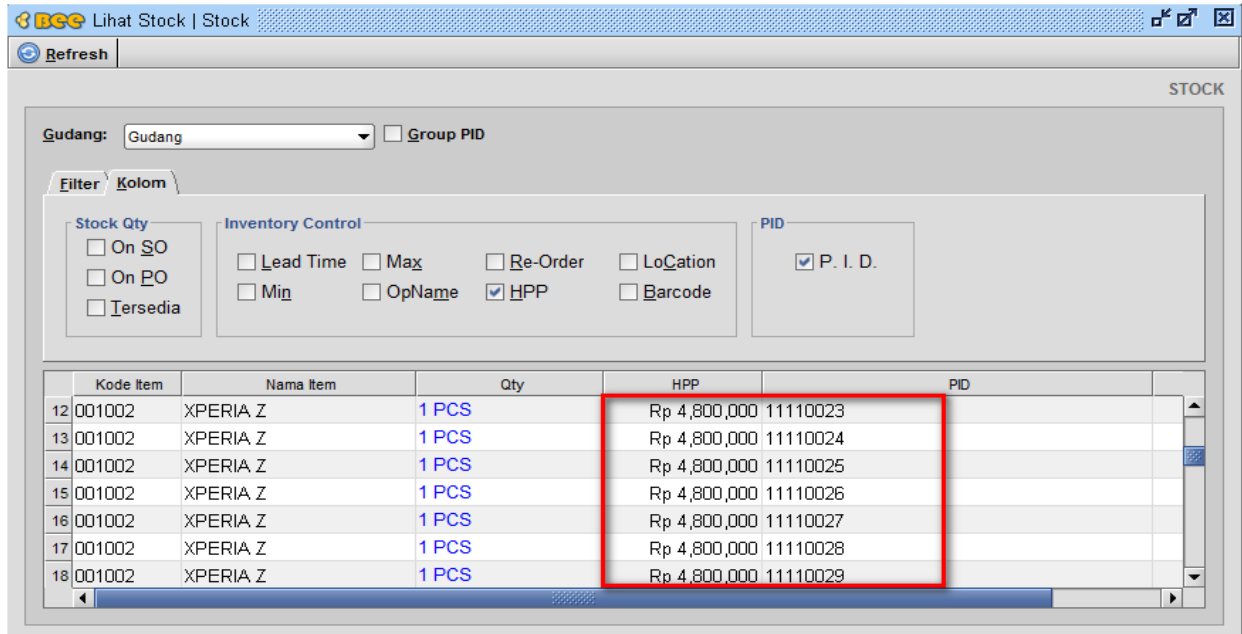 BEE Lihat Stock | Stock
Refresh
STOCK
Gudang: Gudang Group PID
Filter Kolom
Stock Qty Inventory Control PID
On SO
On PO
Tersedia
Lead Time Max Re-Order LoCation
Min OpName HPP Barcode
P. I. D.
Kode Item Nama Item Qty HPP PID
12 001002 XPERIA Z 1 PCS Rp 4,800,000 11110023
13 001002 XPERIA Z 1 PCS Rp 4,800,000 11110024
14 001002 XPERIA Z 1 PCS Rp 4,800,000 11110025
15 001002 XPERIA Z 1 PCS Rp 4,800,000 11110026
16 001002 XPERIA Z 1 PCS Rp 4,800,000 11110027
17 001002 XPERIA Z 1 PCS Rp 4,800,000 11110028
18 001002 XPERIA Z 1 PCS Rp 4,800,000 11110029